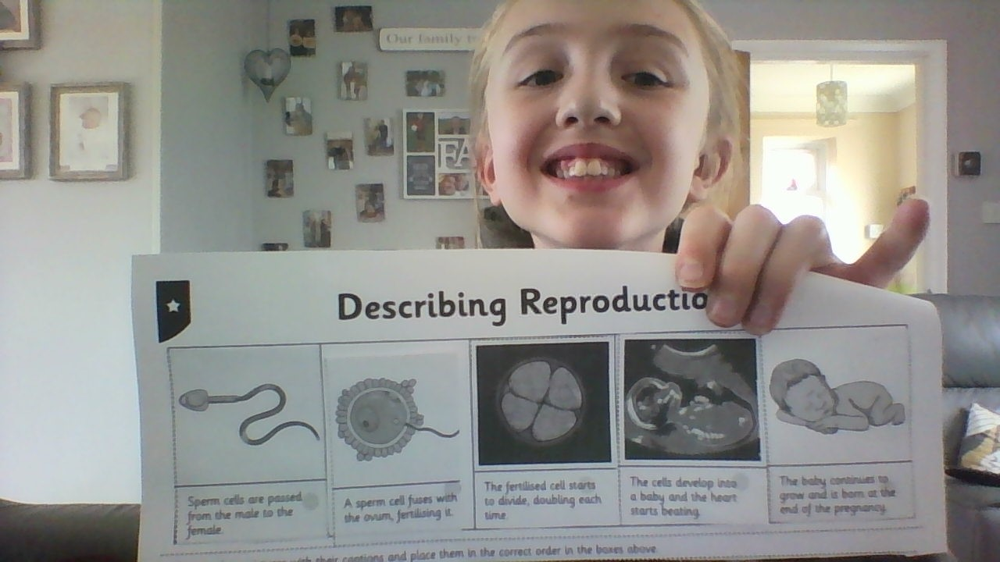 Our family
FA
Describing Reproductio
Sperm cells are passed
from the male to the
female.
A sperm cell fuses with
the ovum, fertilising it.
The fertilised cell starts
to divide, doubling each
time.
The cells develop into
a baby and the heart
starts beating.
The baby continues to
grow and is born at the
end of the pregnancy.
with their captions and place them in the correct order in the boxes above.